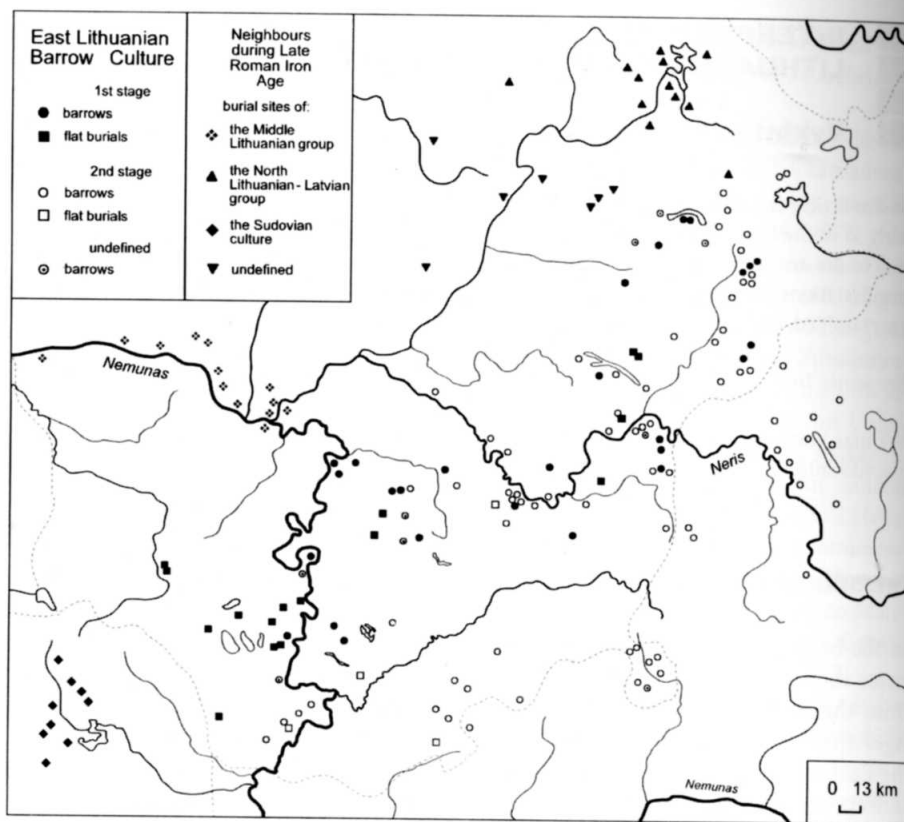 East Lithuanian
Barrow Culture
1st stage
barrows
flat burials
2nd stage
barrows
flat burials
undefined
barrows
Neighbours
during Late
Roman Iron
Age
burial sites of:
the Middle
Lithuanian group
the North
Lithuanian - Latvian
group
the Sudovian
culture
undefined
Nemunas
Neris
Nemunas
0 13 km